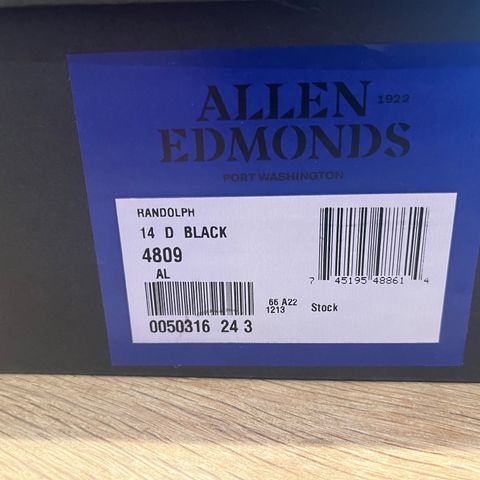 ALLEN 1922
EDMONDS
PORT WASHINGTON
RANDOLPH
14 D BLACK
4809
AL
7 45195 48861 4
66 A22
1213 Stock
0050316 24 3